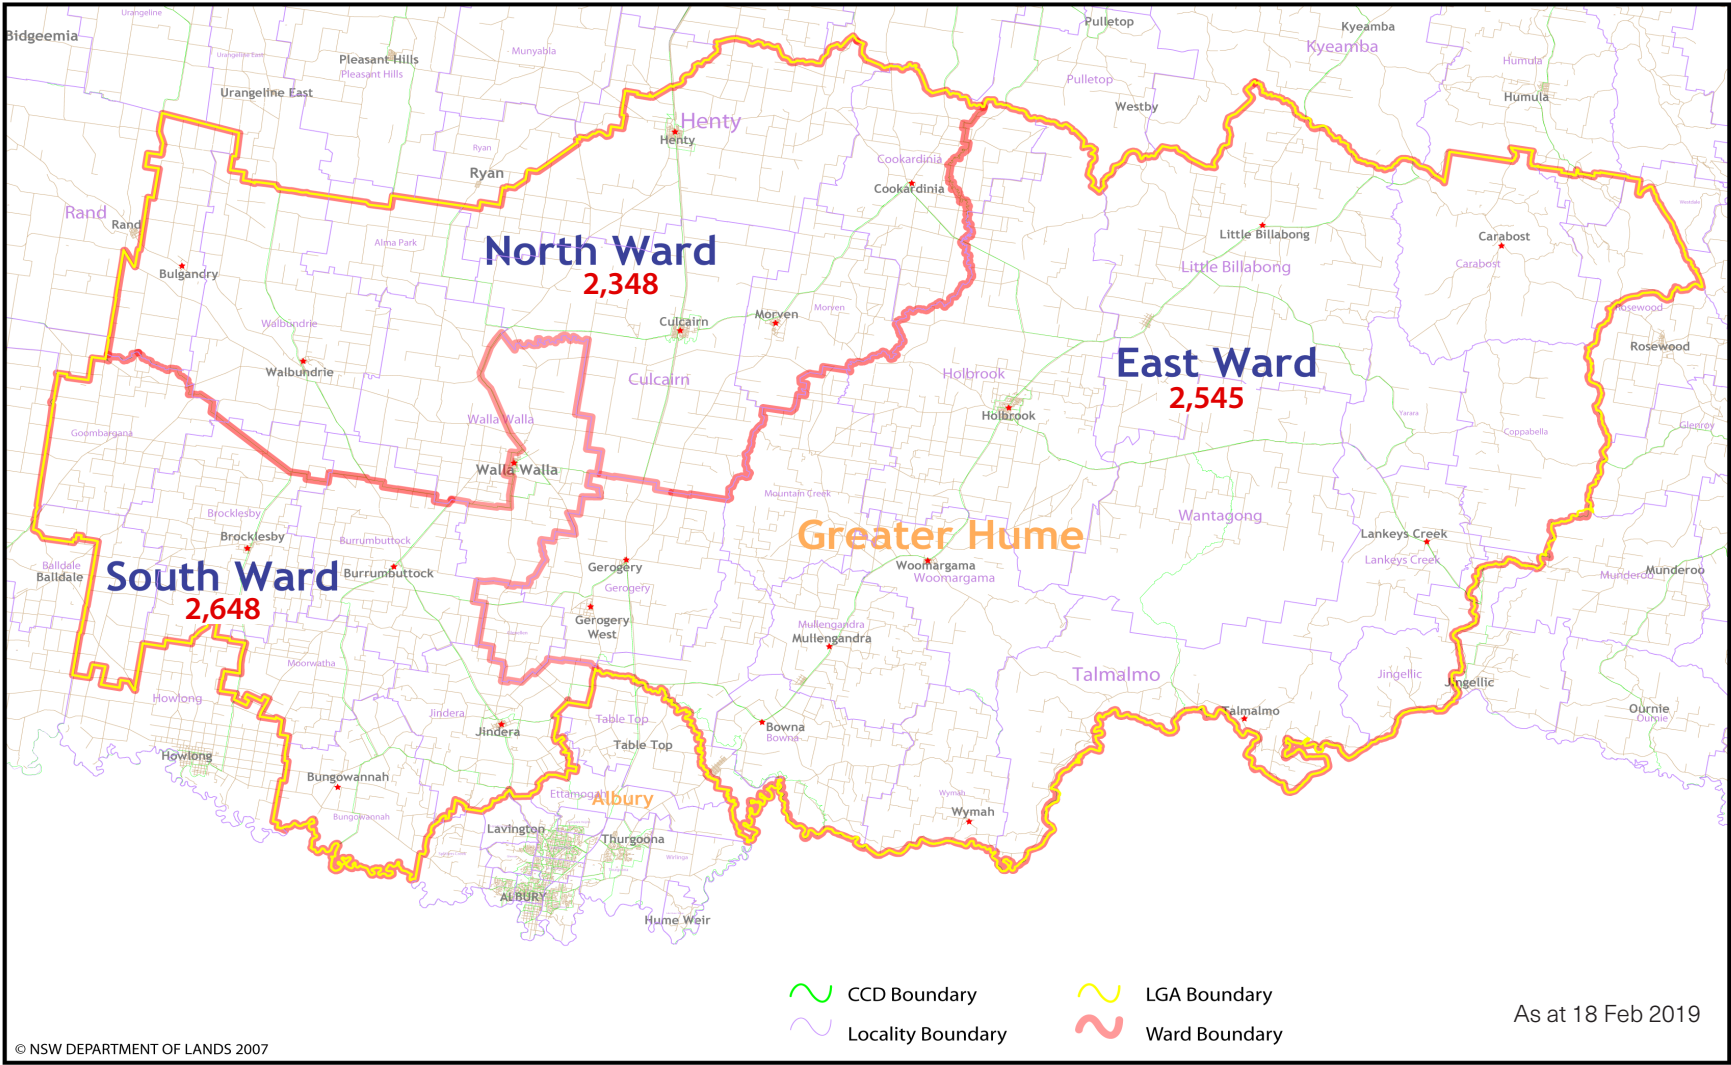 Urangeline
Bidgeemia
Pleasant Hills
Pleasant Hills
Urangeline East
Urangeline East
Munyabla
Pulletop
Pulletop
Kyeamba
Kyeamba
Westby
Humula
Humula
Henty
Henty
Ryan
Ryan
Cookardinia
Cookardinia
Rand
Rand
Bulgandry
Alma Park
North Ward
2,348
Little Billabong
Little Billabong
Carabost
Carabost
Westdale
Rosewood
Rosewood
Walbundrie
Walbundrie
Culcairn
Culcairn
Morven
Morven
Holbrook
Holbrook
East Ward
2,545
Walla Walla
Walla Walla
Goombargana
Yarara
Coppabella
Glenroy
Mountain Creek
Brocklesby
Brocklesby
Burrumbuttock
Burrumbuttock
Greater Hume
Wantagong
Lankeys Creek
Lankeys Creek
Balldale
Balldale
South Ward
2,648
Gerogery
Gerogery
Gerogery
West
Woomargama
Woomargama
Munderoo
Munderoo
Mullengandra
Mullengandra
Moorwatha
Talmalmo
Talmalmo
Jingellic
Jingellic
Howlong
Howlong
Jindera
Jindera
Table Top
Table Top
Bowna
Bowna
Ournie
Ournie
Bungowannah
Bungowannah
Ettamogah
Albury
Wymah
Wymah
Lavington
Thurgoona
Wirlinga
ALBURY
Hume Weir
CCD Boundary
LGA Boundary
Locality Boundary
Ward Boundary
As at 18 Feb 2019
© NSW DEPARTMENT OF LANDS 2007